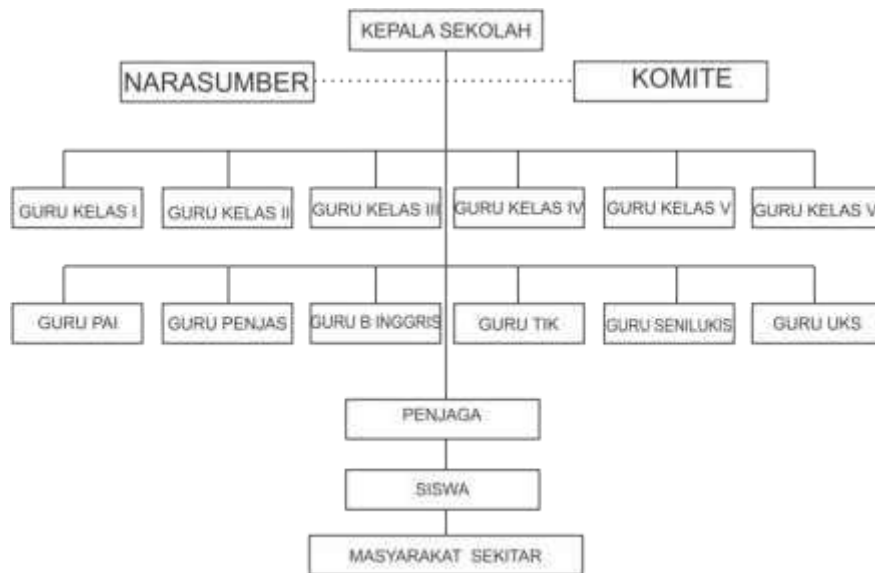 KEPALA SEKOLAH
NARASUMBER
KOMITE
GURU KELAS I
GURU KELAS II
GURU KELAS III
GURU KELAS IV
GURU KELAS V
GURU KELAS V
GURU PAI
GURU PENJAS
GURU B INGGRIS
GURU TIK
GURU SENILUKIS
GURU UKS
PENJAGA
SISWA
MASYARAKAT SEKITAR